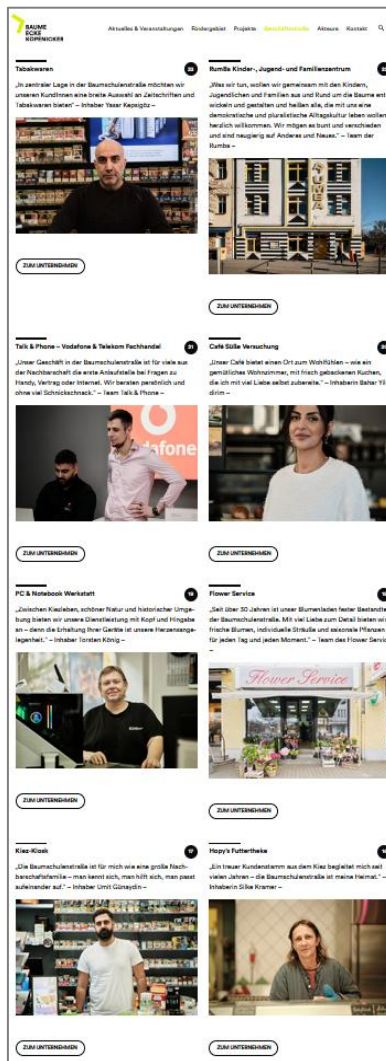 BAUME
ECKE
KÖPENICKER
Aktuelles & Veranstaltungen Fördergebiet Projekte Geschäftsstraße Akteure Kontakt
Tabakwaren
„In zentraler Lage in der Baumschulenstraße möchten wir
unseren KundInnen eine breite Auswahl an Zeitschriften und
Tabakwaren bieten“ – Inhaber Yasar Kepsigöz –
ZUM UNTERNEHMEN
RumBa Kinder-, Jugend- und Familienzentrum
„Was wir tun, wollen wir gemeinsam mit den Kindern,
Jugendlichen und Familien aus und Rund um die Baume ent
wickeln und gestalten und heißen alle, die mit uns eine
demokratische und pluralistische Alltagskultur leben wollen
herzlich willkommen. Wir mögen es bunt und verschieden
und sind neugierig auf Anderes und Neues.“ – Team der
Rumba –
ZUM UNTERNEHMEN
Talk & Phone – Vodafone & Telekom Fachhandel
21
„Unser Geschäft in der Baumschulenstraße ist für viele aus
der Nachbarschaft die erste Anlaufstelle bei Fragen zu
Handy, Vertrag oder Internet. Wir beraten persönlich und
ohne viel Schnickschnack.“ – Team Talk & Phone –
dafone
ZUM UNTERNEHMEN
Café Süße Versuchung
„Unser Café bietet einen Ort zum Wohlfühlen – wie ein
gemütliches Wohnzimmer, mit frisch gebackenen Kuchen,
die ich mit viel Liebe selbst zubereite.“ – Inhaberin Bahar Yil
dirim –
ZUM UNTERNEHMEN
PC & Notebook Werkstatt
19
„Zwischen Kiezleben, schöner Natur und historischer Umge-
bung bieten wir unsere Dienstleistung mit Kopf und Hingabe
an – denn die Erhaltung Ihrer Geräte ist unsere Herzensange-
legenheit.“ – Inhaber Torsten König –
ZUM UNTERNEHMEN
Flower Service
„Seit über 30 Jahren ist unser Blumenladen fester Bestandte
der Baumschulenstraße. Mit viel Liebe zum Detail bieten wir
frische Blumen, individuelle Sträuße und saisonale Pflanzen
für jeden Tag und jeden Moment.“ – Team des Flower Servic
–
Flower Service
ZUM UNTERNEHMEN
Kiez-Kiosk
17
„Die Baumschulenstraße ist für mich wie eine große Nach-
barschaftsfamilie – man kennt sich, man hilft sich, man passt
aufeinander auf.“ – Inhaber Umit Günaydin –
ZUM UNTERNEHMEN
Hopy's Futtertheke
„Ein treuer Kundenstamm aus dem Kiez begleitet mich seit
vielen Jahren – die Baumschulenstraße ist meine Heimat.“ –
Inhaberin Silke Kramer –
ZUM UNTERNEHMEN